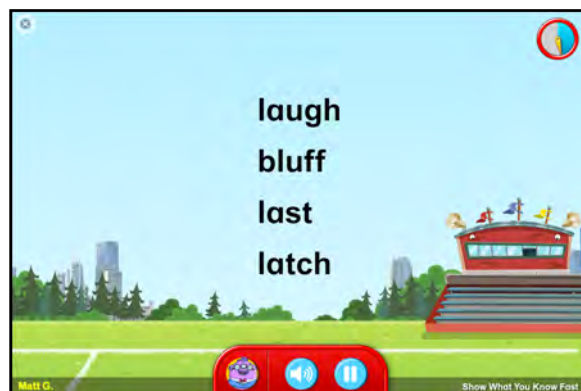 laugh
bluff
last
latch
Matt G.
Show What You Know Fast